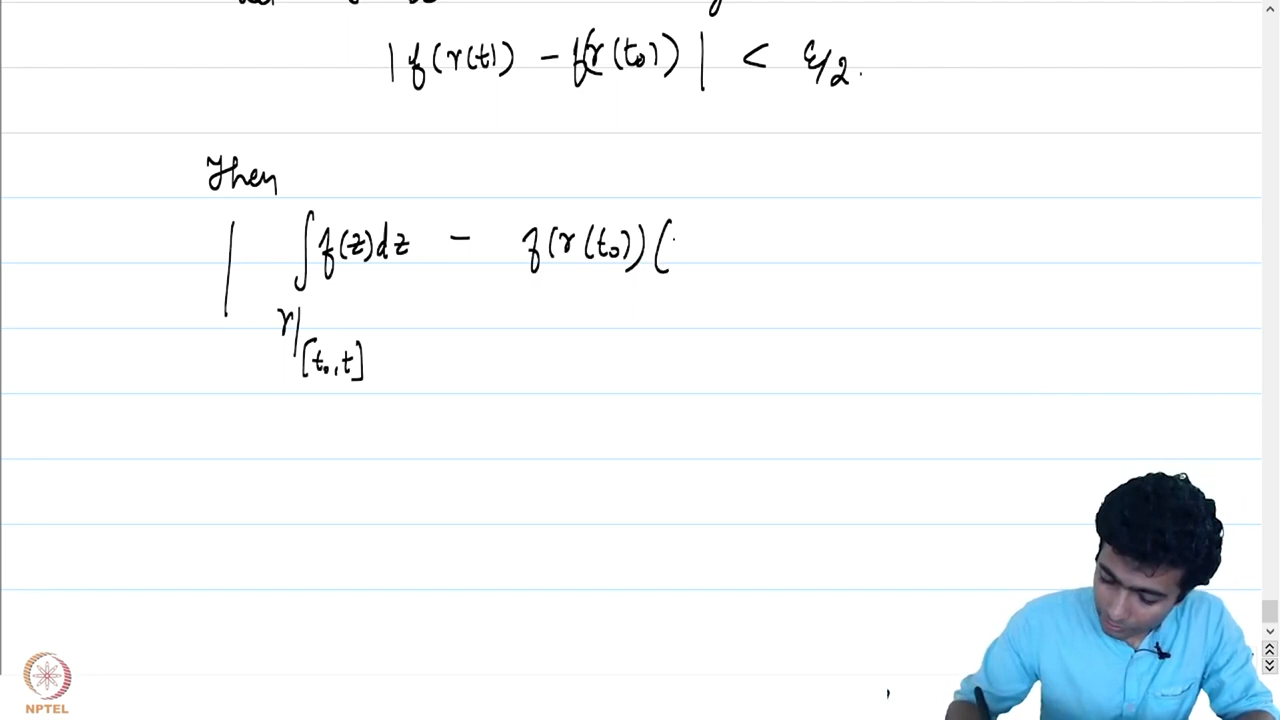 |f(γ(t)) - f(γ(t₀))| < ε/2.
Then
| ∫ f(z)dz - f(γ(t₀))(
γ|[t₀,t]
NPTEL